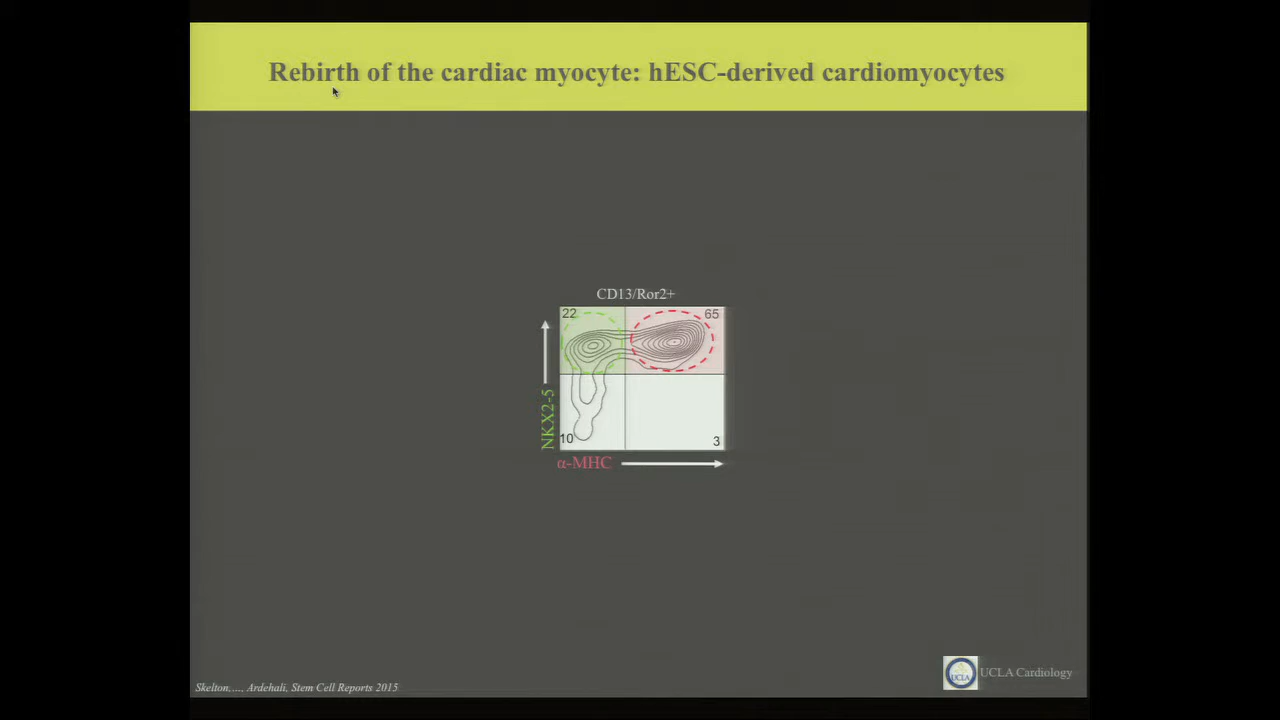 Rebirth of the cardiac myocyte: hESC-derived cardiomyocytes
CD13/Ror2+
22
65
NKX2-5
10
3
α-MHC
UCLA
UCLA Cardiology
Skelton,..., Ardehali, Stem Cell Reports 2015